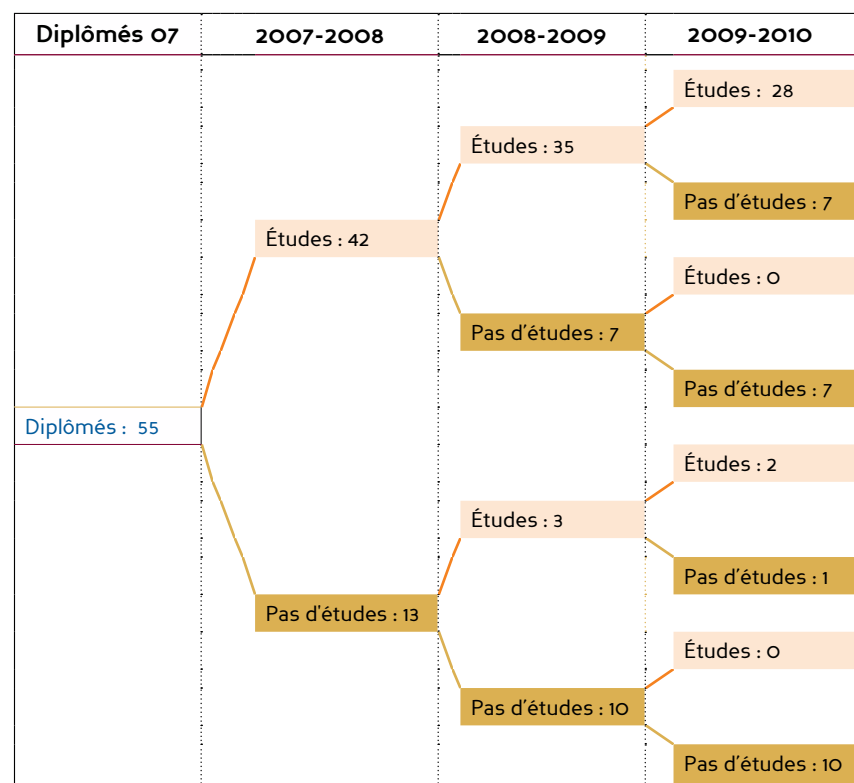 Diplômés 07 2007-2008 2008-2009 2009-2010
Études : 28
Études : 35
Pas d'études : 7
Études : 42
Études : 0
Pas d'études : 7
Pas d'études : 7
Diplômés : 55
Études : 2
Études : 3
Pas d'études : 1
Pas d'études : 13
Études : 0
Pas d'études : 10
Pas d'études : 10